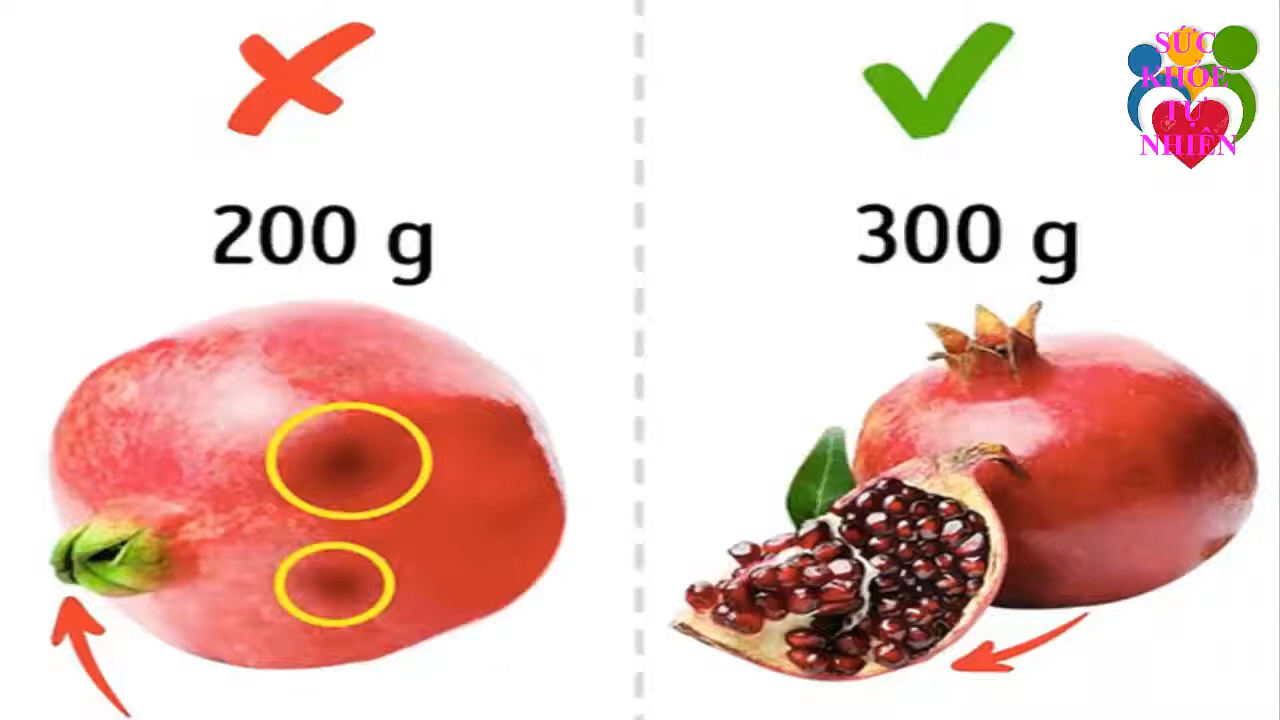 200 g
300 g
SỨC
KHỎE
TỰ
NHIÊN